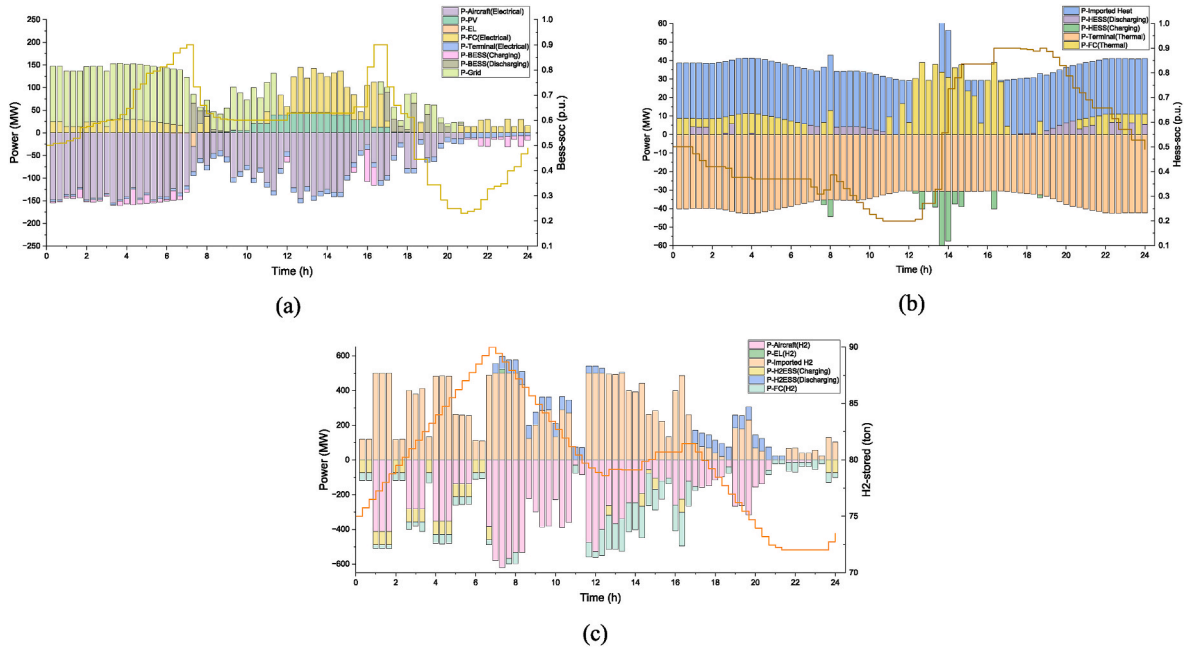 P-Aircraft(Electrical)
P-PV
P-EL
P-FC(Electrical)
P-Terminal(Electrical)
P-BESS(Charging)
P-BESS(Discharging)
P-Grid
250
200
150
100
50
0
-50
-100
-150
-200
-250
Power (MW)
1.0
0.9
0.8
0.7
0.6
0.5
0.4
0.3
0.2
0.1
Bess-soc (p.u.)
0 2 4 6 8 10 12 14 16 18 20 22 24
Time (h)
(a)
P-Imported Heat
P-HESS(Discharging)
P-HESS(Charging)
P-Terminal(Thermal)
P-FC(Thermal)
60
40
20
0
-20
-40
-60
Power (MW)
1.0
0.9
0.8
0.7
0.6
0.5
0.4
0.3
0.2
0.1
Hess-soc (p.u.)
0 2 4 6 8 10 12 14 16 18 20 22 24
Time (h)
(b)
P-Aircraft(H2)
P-EL(H2)
P-Imported H2
P-H2ESS(Charging)
P-H2ESS(Discharging)
P-FC(H2)
600
400
200
0
-200
-400
-600
Power (MW)
90
85
80
75
70
H2-stored (ton)
0 2 4 6 8 10 12 14 16 18 20 22 24
Time (h)
(c)